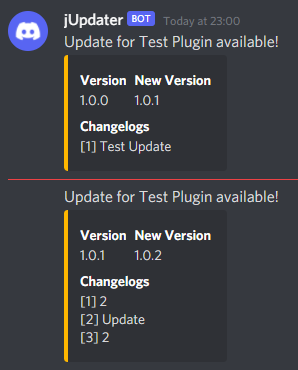 jUpdater BOT Today at 23:00
Update for Test Plugin available!
Version New Version
1.0.0 1.0.1
Changelogs
[1] Test Update
Update for Test Plugin available!
Version New Version
1.0.1 1.0.2
Changelogs
[1] 2
[2] Update
[3] 2